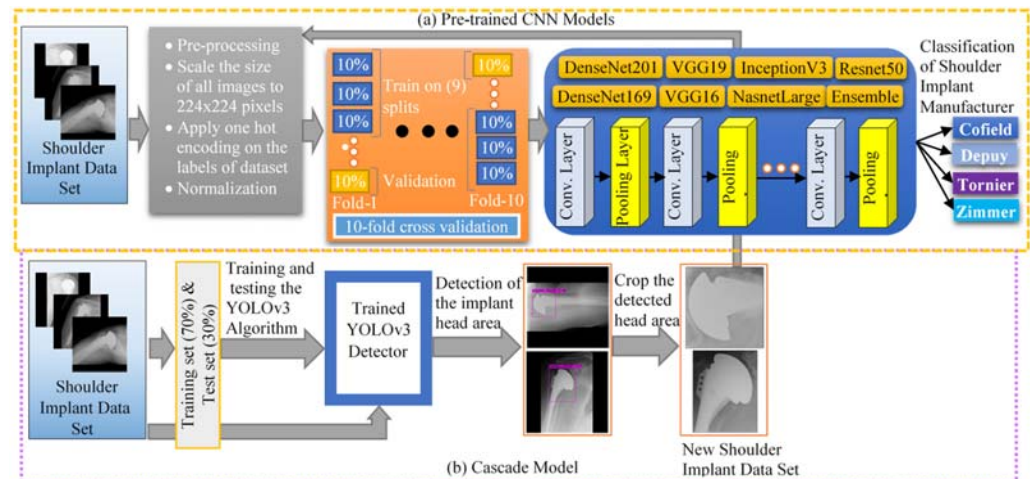 (a) Pre-trained CNN Models
Shoulder
Implant Data
Set
• Pre-processing
• Scale the size
of all images to
224x224 pixels
• Apply one hot
encoding on the
labels of dataset
• Normalization
10%
10%
10%
10%
Fold-1
Train on (9)
splits
Validation
10%
10%
10%
10%
Fold-10
10-fold cross validation
DenseNet201
VGG19
InceptionV3
Resnet50
DenseNet169
VGG16
NasnetLarge
Ensemble
Conv. Layer
Pooling Layer
Conv. Layer
Pooling
Conv. Layer
Pooling
Classification
of Shoulder
Implant
Manufacturer
Cofield
Depuy
Tornier
Zimmer
Shoulder
Implant Data
Set
Training set (70%) &
Test set (30%)
Training and
testing the
YOLOv3
Algorithm
Trained
YOLOv3
Detector
Detection of
the implant
head area
Crop the
detected
head area
New Shoulder
Implant Data Set
(b) Cascade Model